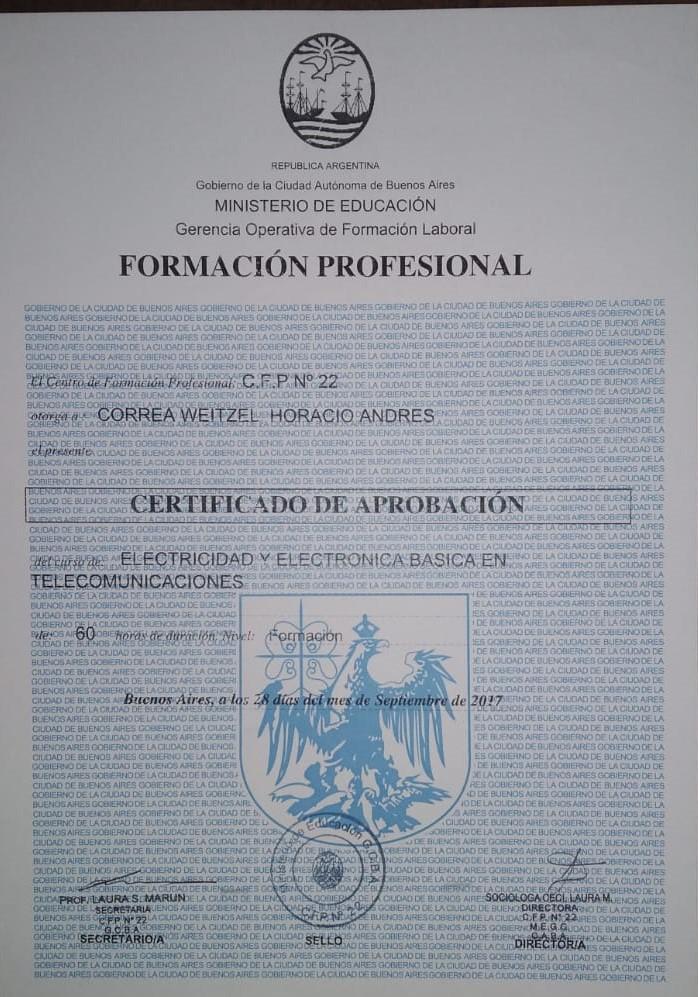 REPUBLICA ARGENTINA
Gobierno de la Ciudad Autónoma de Buenos Aires
MINISTERIO DE EDUCACIÓN
Gerencia Operativa de Formación Laboral
FORMACIÓN PROFESIONAL
El Centro de Formación Profesional: C.F.P Nº 22
otorga a: CORREA WEITZEL HORACIO ANDRES
el presente
CERTIFICADO DE APROBACIÓN
del curso de: ELECTRICIDAD Y ELECTRONICA BASICA EN
TELECOMUNICACIONES
de: 60 horas de duración. Nivel: Formacion
Buenos Aires, a los 28 días del mes de Septiembre de 2017
PROF. LAURA S. MARUN
SECRETARIA
C.F.P Nº 22
G.C.B.A
SECRETARIO/A
SELLO
SOCIÓLOGA CECI. LAURA M.
DIRECTORA
C.F.P. Nº 22
M.E.G.C.
G.A.B.A.
DIRECTOR/A